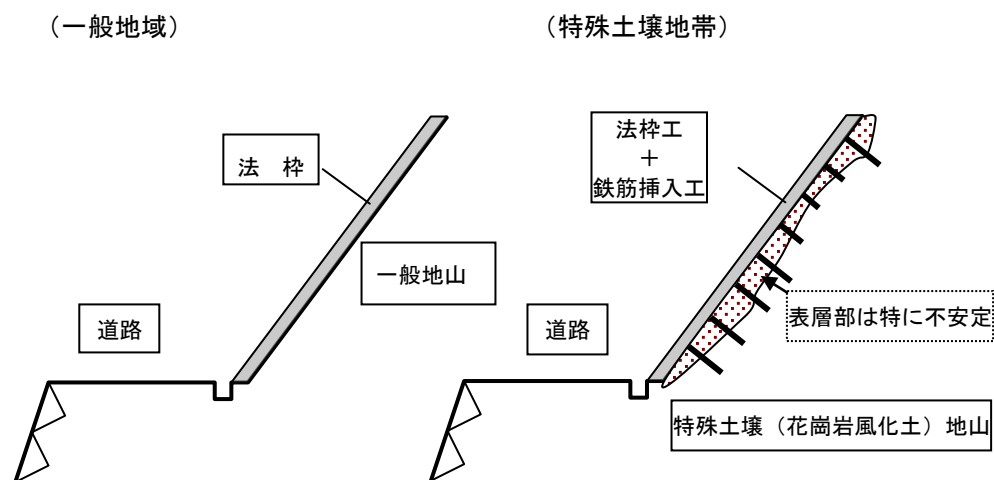 （一般地域）
（特殊土壌地帯）
法　枠
一般地山
道路
法枠工
＋
鉄筋挿入工
道路
表層部は特に不安定
特殊土壌（花崗岩風化土）地山